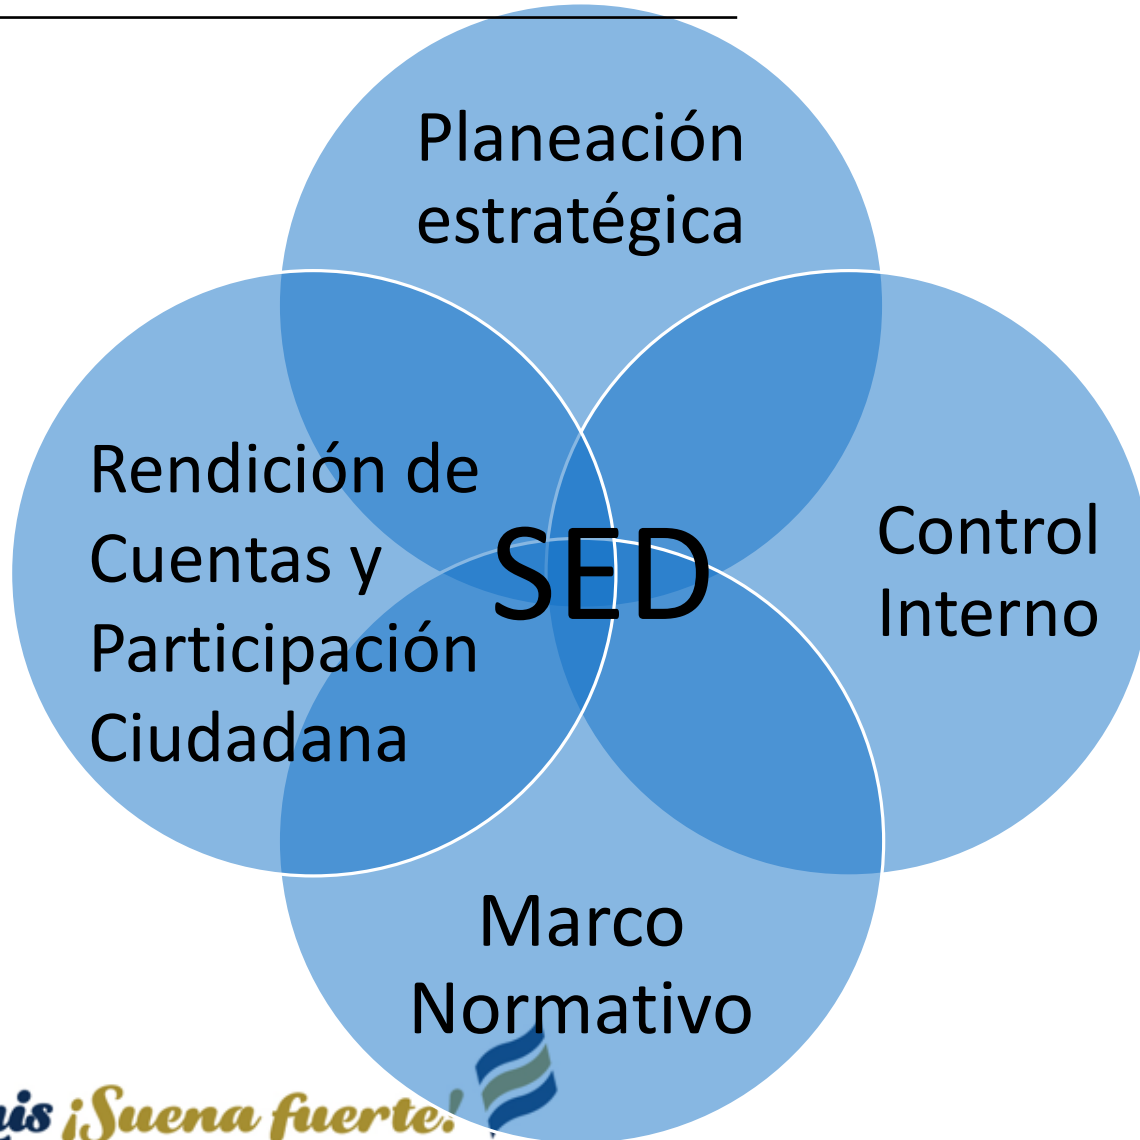 Planeación
estratégica
Rendición de
Cuentas y
Participación
Ciudadana
SED
Control
Interno
Marco
Normativo
¡Suena fuerte!